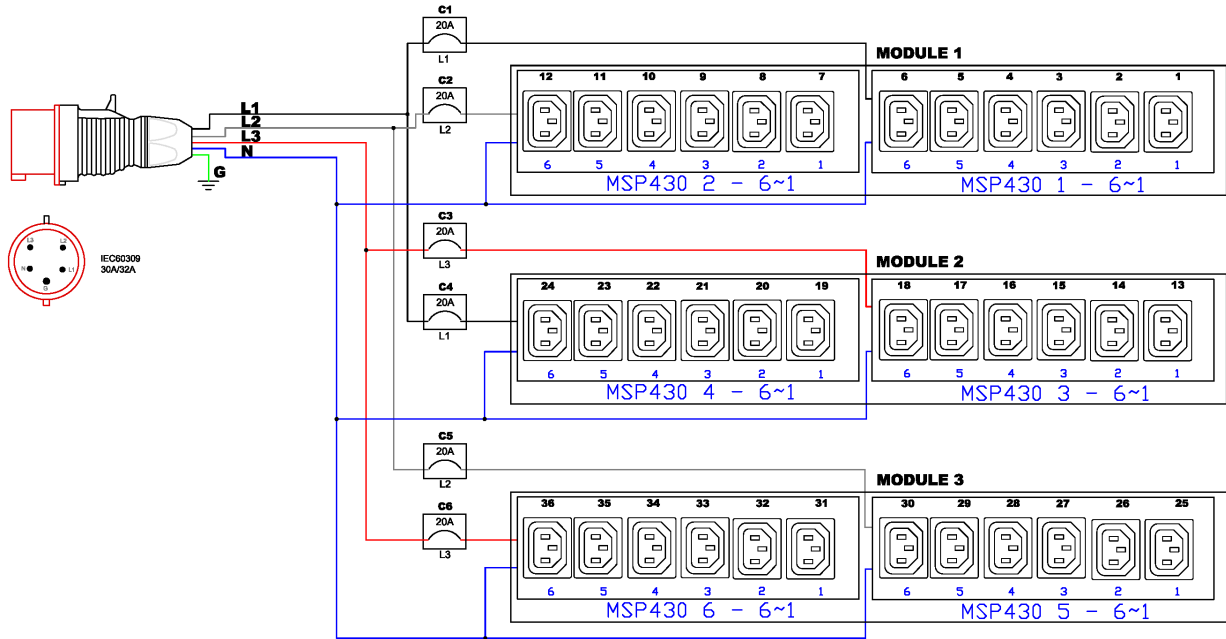 C1
20A
L1
C2
20A
L2
MODULE 1
12 11 10 9 8 7 6 5 4 3 2 1
6 5 4 3 2 1 6 5 4 3 2 1
MSP430 2 - 6~1 MSP430 1 - 6~1
L1
L2
L3
N
G
L3 L2
N L1
G
IEC60309
30A/32A
C3
20A
L3
C4
20A
L1
MODULE 2
24 23 22 21 20 19 18 17 16 15 14 13
6 5 4 3 2 1 6 5 4 3 2 1
MSP430 4 - 6~1 MSP430 3 - 6~1
C5
20A
L2
C6
20A
L3
MODULE 3
36 35 34 33 32 31 30 29 28 27 26 25
6 5 4 3 2 1 6 5 4 3 2 1
MSP430 6 - 6~1 MSP430 5 - 6~1